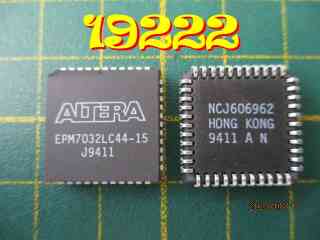 19222
ALTERA
EPM7032LC44-15
J9411
NCJ606962
HONG KONG
9411 A N